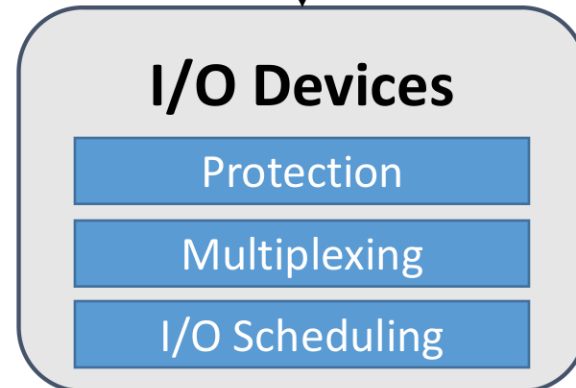 I/O Devices
Protection
Multiplexing
I/O Scheduling